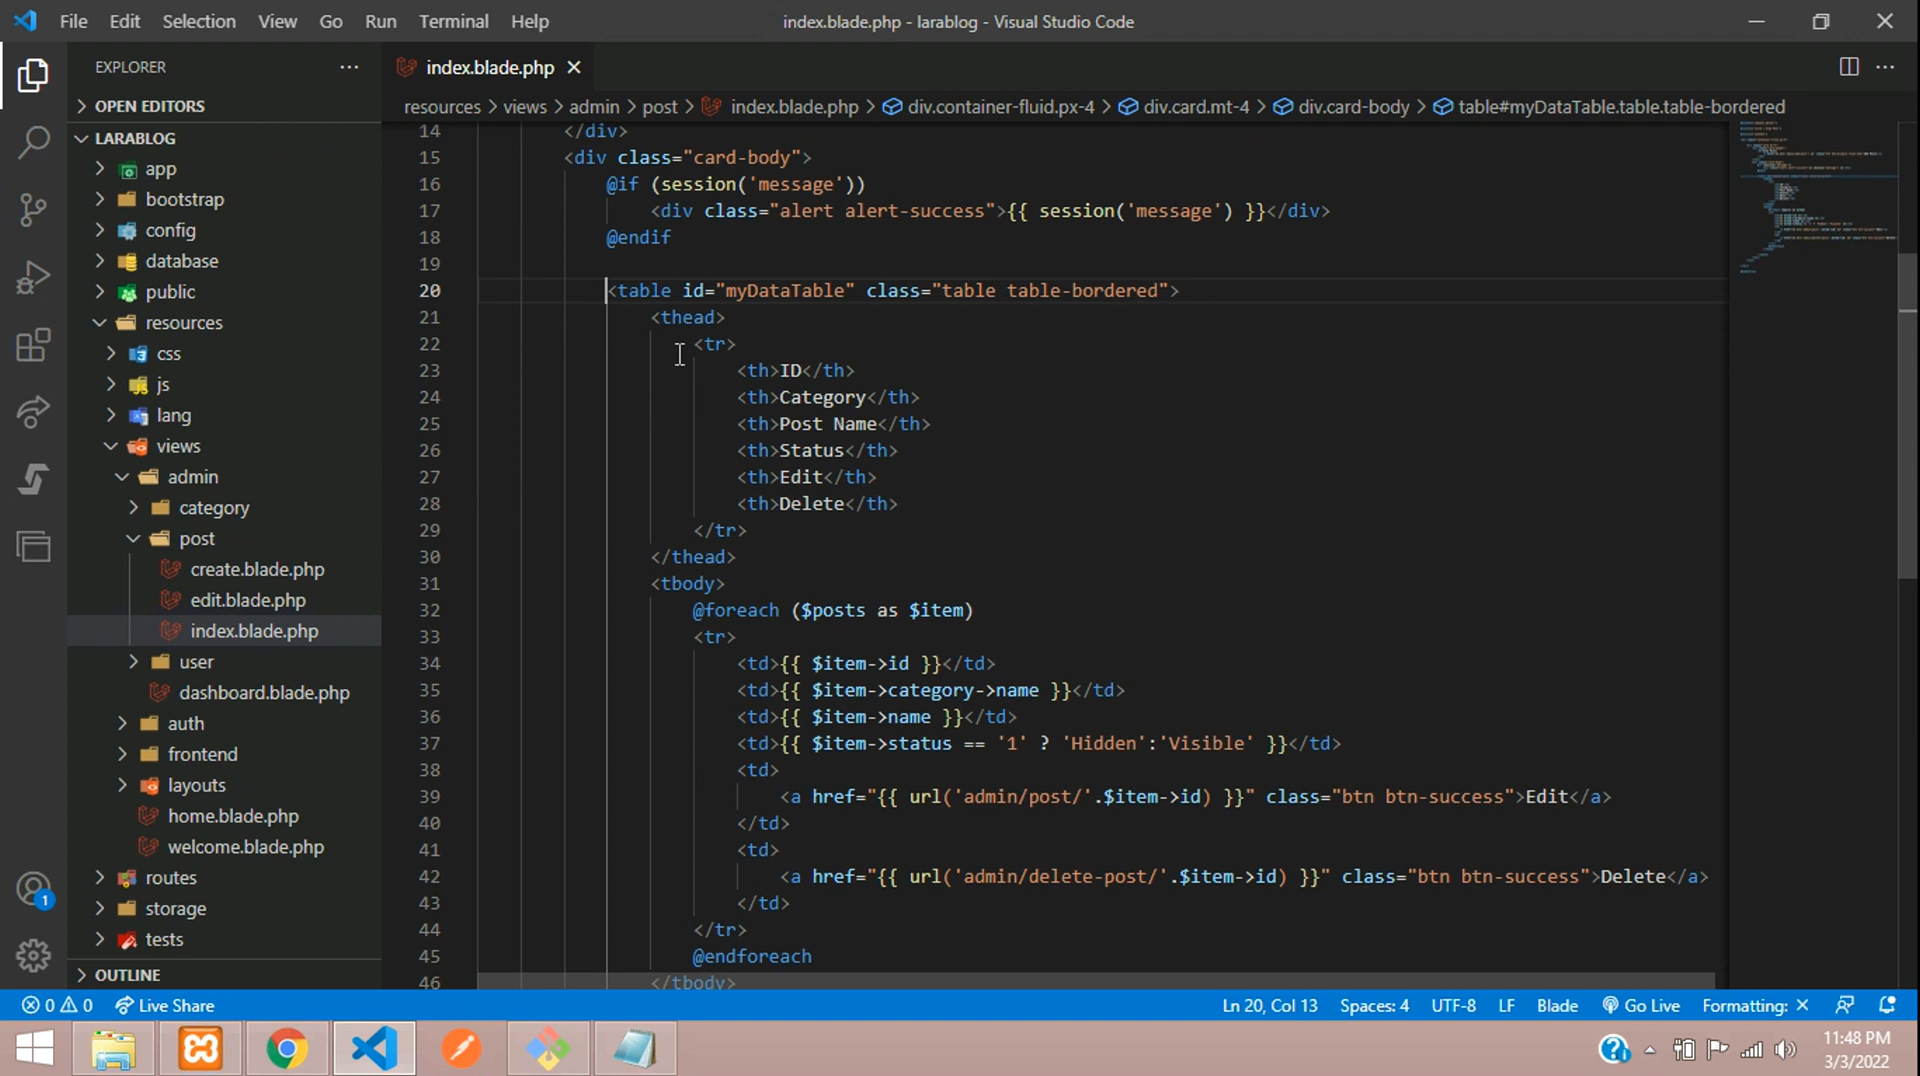 File Edit Selection View Go Run Terminal Help
index.blade.php - larablog - Visual Studio Code
EXPLORER
OPEN EDITORS
LARABLOG
app
bootstrap
config
database
public
resources
css
js
lang
views
admin
category
post
create.blade.php
edit.blade.php
index.blade.php
user
dashboard.blade.php
auth
frontend
layouts
home.blade.php
welcome.blade.php
routes
storage
tests
OUTLINE
index.blade.php
resources > views > admin > post > index.blade.php > div.container-fluid.px-4 > div.card.mt-4 > div.card-body > table#myDataTable.table.table-bordered
14 </div>
15 <div class="card-body">
16 @if (session('message'))
17 <div class="alert alert-success">{{ session('message') }}</div>
18 @endif
19
20 <table id="myDataTable" class="table table-bordered">
21 <thead>
22 <tr>
23 <th>ID</th>
24 <th>Category</th>
25 <th>Post Name</th>
26 <th>Status</th>
27 <th>Edit</th>
28 <th>Delete</th>
29 </tr>
30 </thead>
31 <tbody>
32 @foreach ($posts as $item)
33 <tr>
34 <td>{{ $item->id }}</td>
35 <td>{{ $item->category->name }}</td>
36 <td>{{ $item->name }}</td>
37 <td>{{ $item->status == '1' ? 'Hidden':'Visible' }}</td>
38 <td>
39 <a href="{{ url('admin/post/'.$item->id) }}" class="btn btn-success">Edit</a>
40 </td>
41 <td>
42 <a href="{{ url('admin/delete-post/'.$item->id) }}" class="btn btn-success">Delete</a>
43 </td>
44 </tr>
45 @endforeach
46 </tbody>
1
0 0 Live Share Ln 20, Col 13 Spaces: 4 UTF-8 LF Blade Go Live Formatting: ×
11:48 PM
3/3/2022